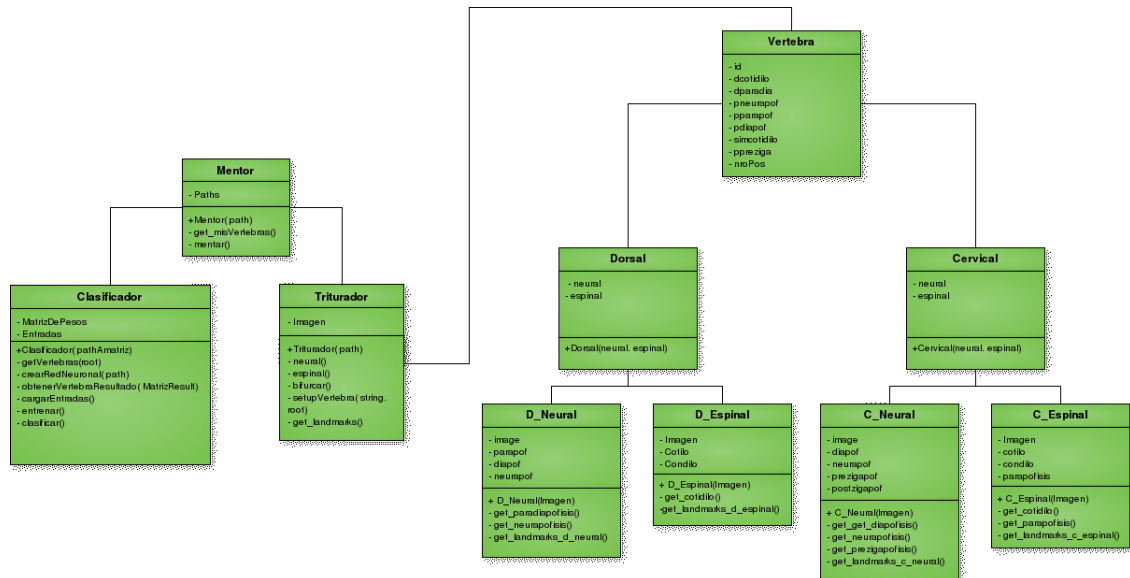 Vertebra
- id
- dcotidilo
- dparadia
- pneurapof
- pparapof
- pdiapof
- simcotidilo
- ppreziga
- nroPos
Mentor
- Paths
+Mentor( path)
- get_misVertebras()
- mentar()
Clasificador
- MatrizDePesos
- Entradas
+Clasificador( pathAmatriz)
- getVertebras(root)
- crearRedNeuronal( path)
- obtenerVertebraResultado( MatrizResult)
- cargarEntradas()
- entrenar()
- clasificar()
Triturador
- Imagen
+Triturador( path)
- neural()
- espinal()
- bifurcar()
- setupVertebra( string.
root)
- get_landmarks()
Dorsal
- neural
- espinal
+Dorsal(neural. espinal)
Cervical
- neural
- espinal
+Cervical(neural. espinal)
D_Neural
- image
- parapof
- diapof
- neurapof
+ D_Neural(Imagen)
- get_paradiapofisis()
- get_neurapofisis()
- get_landmarks_d_neural()
D_Espinal
- Imagen
- Cotilo
- Condilo
+ D_Espinal(Imagen)
- get_cotidilo()
-get_landmarks_d_espinal()
C_Neural
- image
- diapof
- neurapof
- prezigapof
- postzigapof
+ C_Neural(Imagen)
- get_get_diapofisis()
- get_neurapofisis()
- get_prezigapofisis()
- get_landmarks_c_neural()
C_Espinal
- Imagen
- cotilo
- condilo
- parapofisis
+ C_Espinal(Imagen)
- get_cotidilo()
- get_parapofisis()
- get_landmarks_c_espinal()